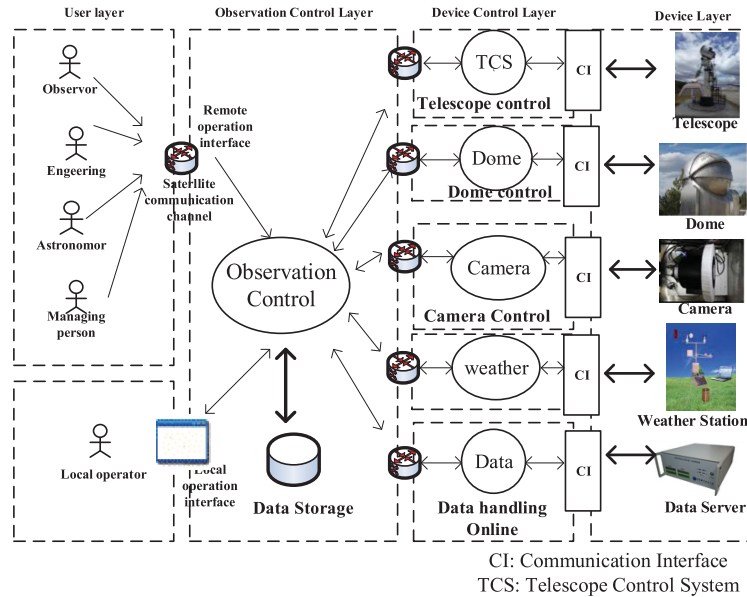 User layer
Observation Control Layer
Device Control Layer
Device Layer
Observor
Engeering
Astronomor
Managing
person
Remote
operation
interface
Saterllite
communication
channel
Observation
Control
Local operator
Local
operation
interface
Data Storage
TCS
CI
Telescope control
Telescope
Dome
CI
Dome control
Dome
Camera
CI
Camera Control
Camera
weather
CI
Weather Station
Data
CI
Data handling
Online
Data Server
CI: Communication Interface
TCS: Telescope Control System